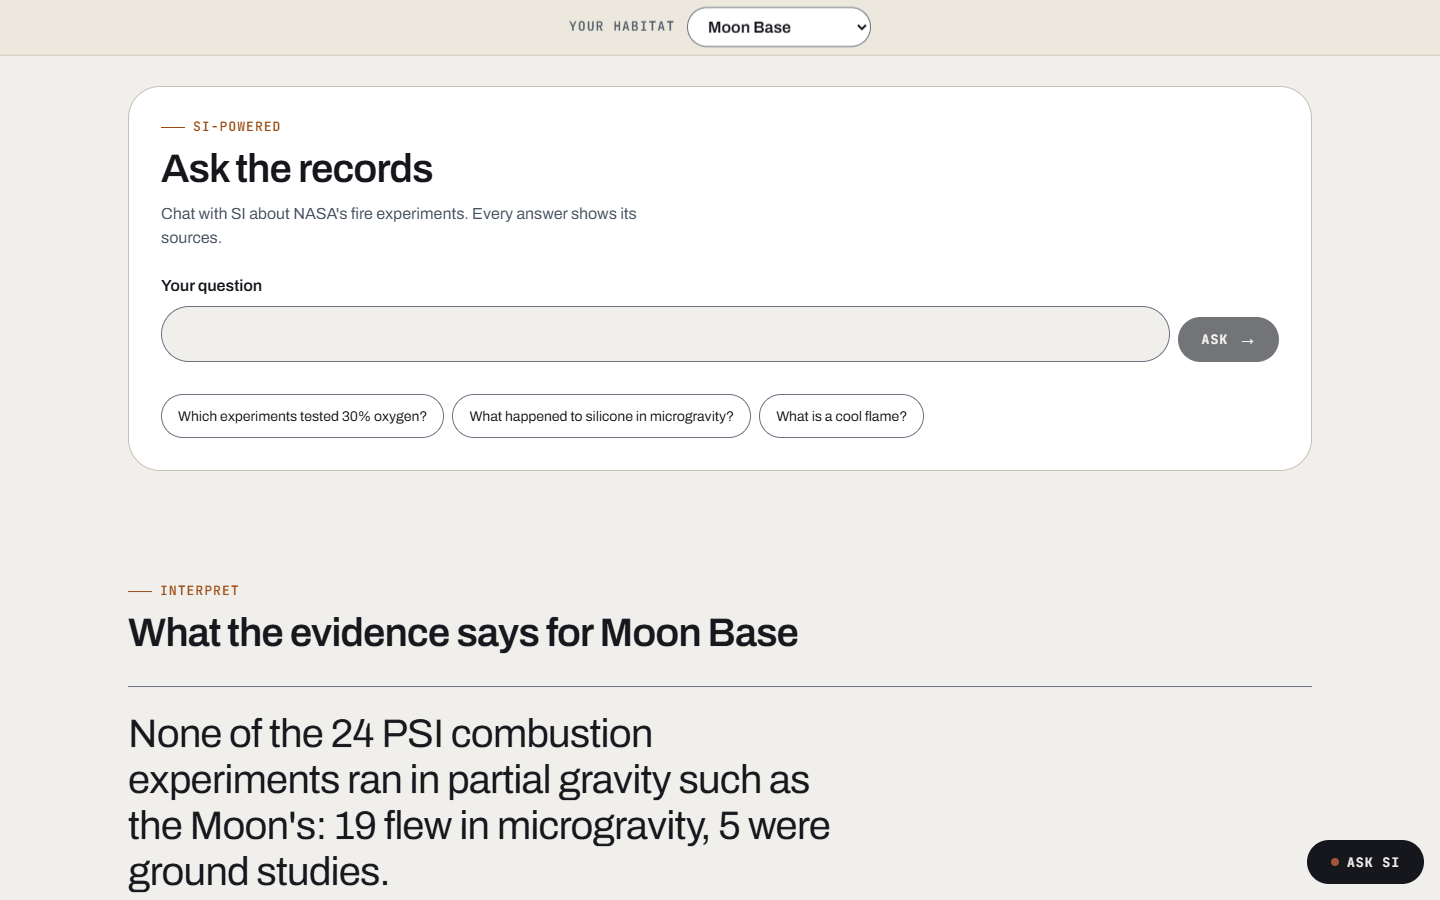 YOUR HABITAT Moon Base
SI-POWERED
Ask the records
Chat with SI about NASA's fire experiments. Every answer shows its
sources.
Your question
ASK →
Which experiments tested 30% oxygen? What happened to silicone in microgravity? What is a cool flame?
INTERPRET
What the evidence says for Moon Base
None of the 24 PSI combustion
experiments ran in partial gravity such as
the Moon's: 19 flew in microgravity, 5 were
ground studies.
ASK SI